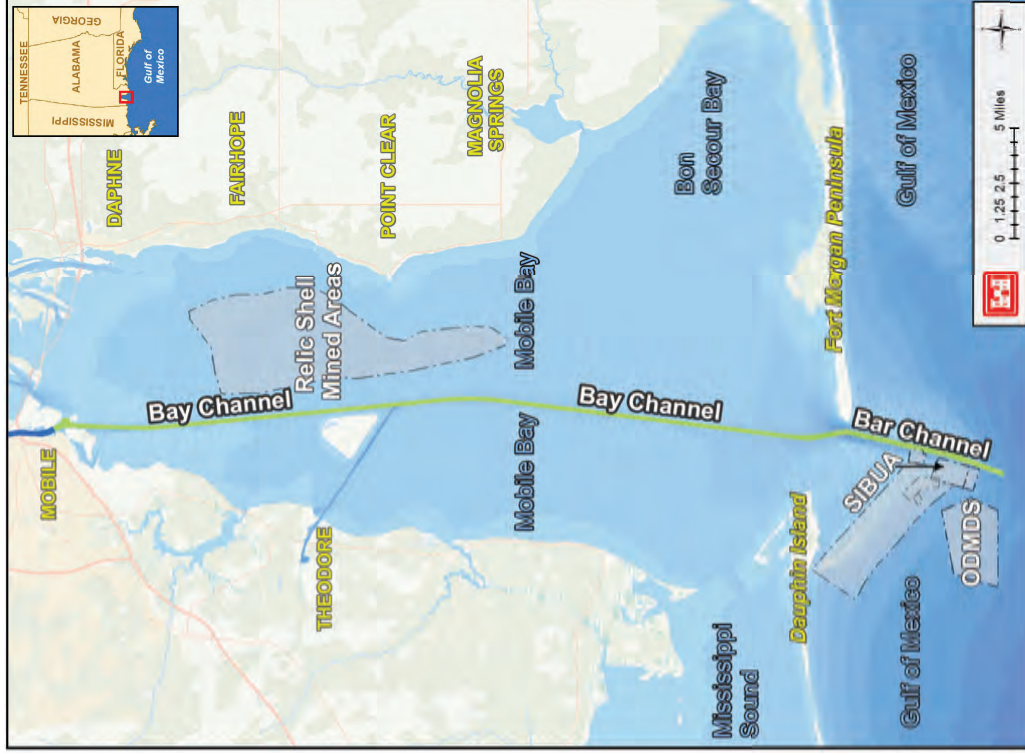 TENNESSEE
MISSISSIPPI
ALABAMA
GEORGIA
FLORIDA
Gulf of
Mexico
MOBILE
DAPHNE
FAIRHOPE
Bay Channel
Relic Shell
Mined Areas
POINT CLEAR
THEODORE
MAGNOLIA
SPRINGS
Mobile Bay
Mobile Bay
Bay Channel
Bon
Secour Bay
Mississippi
Sound
Dauphin Island
Fort Morgan Peninsula
Bar Channel
SIBUA
ODMDS
Gulf of Mexico
Gulf of Mexico
0 1.25 2.5 5 Miles